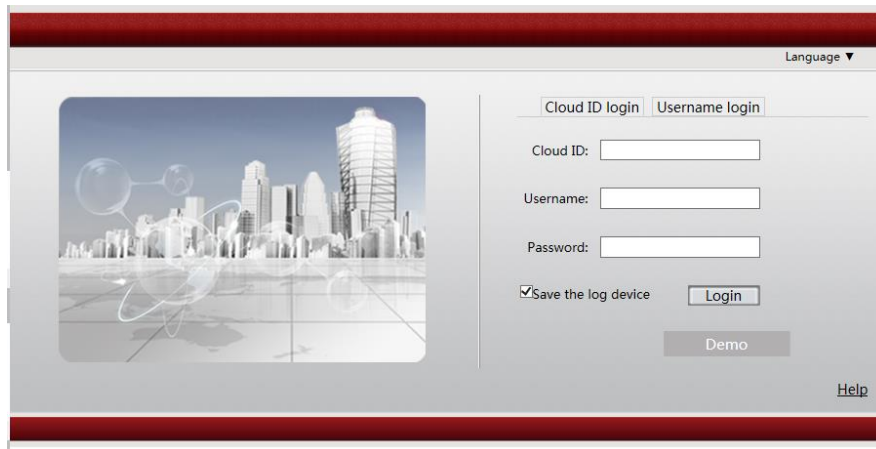 Language ▼
Cloud ID login Username login
Cloud ID:
Username:
Password:
Save the log device Login
Demo
Help